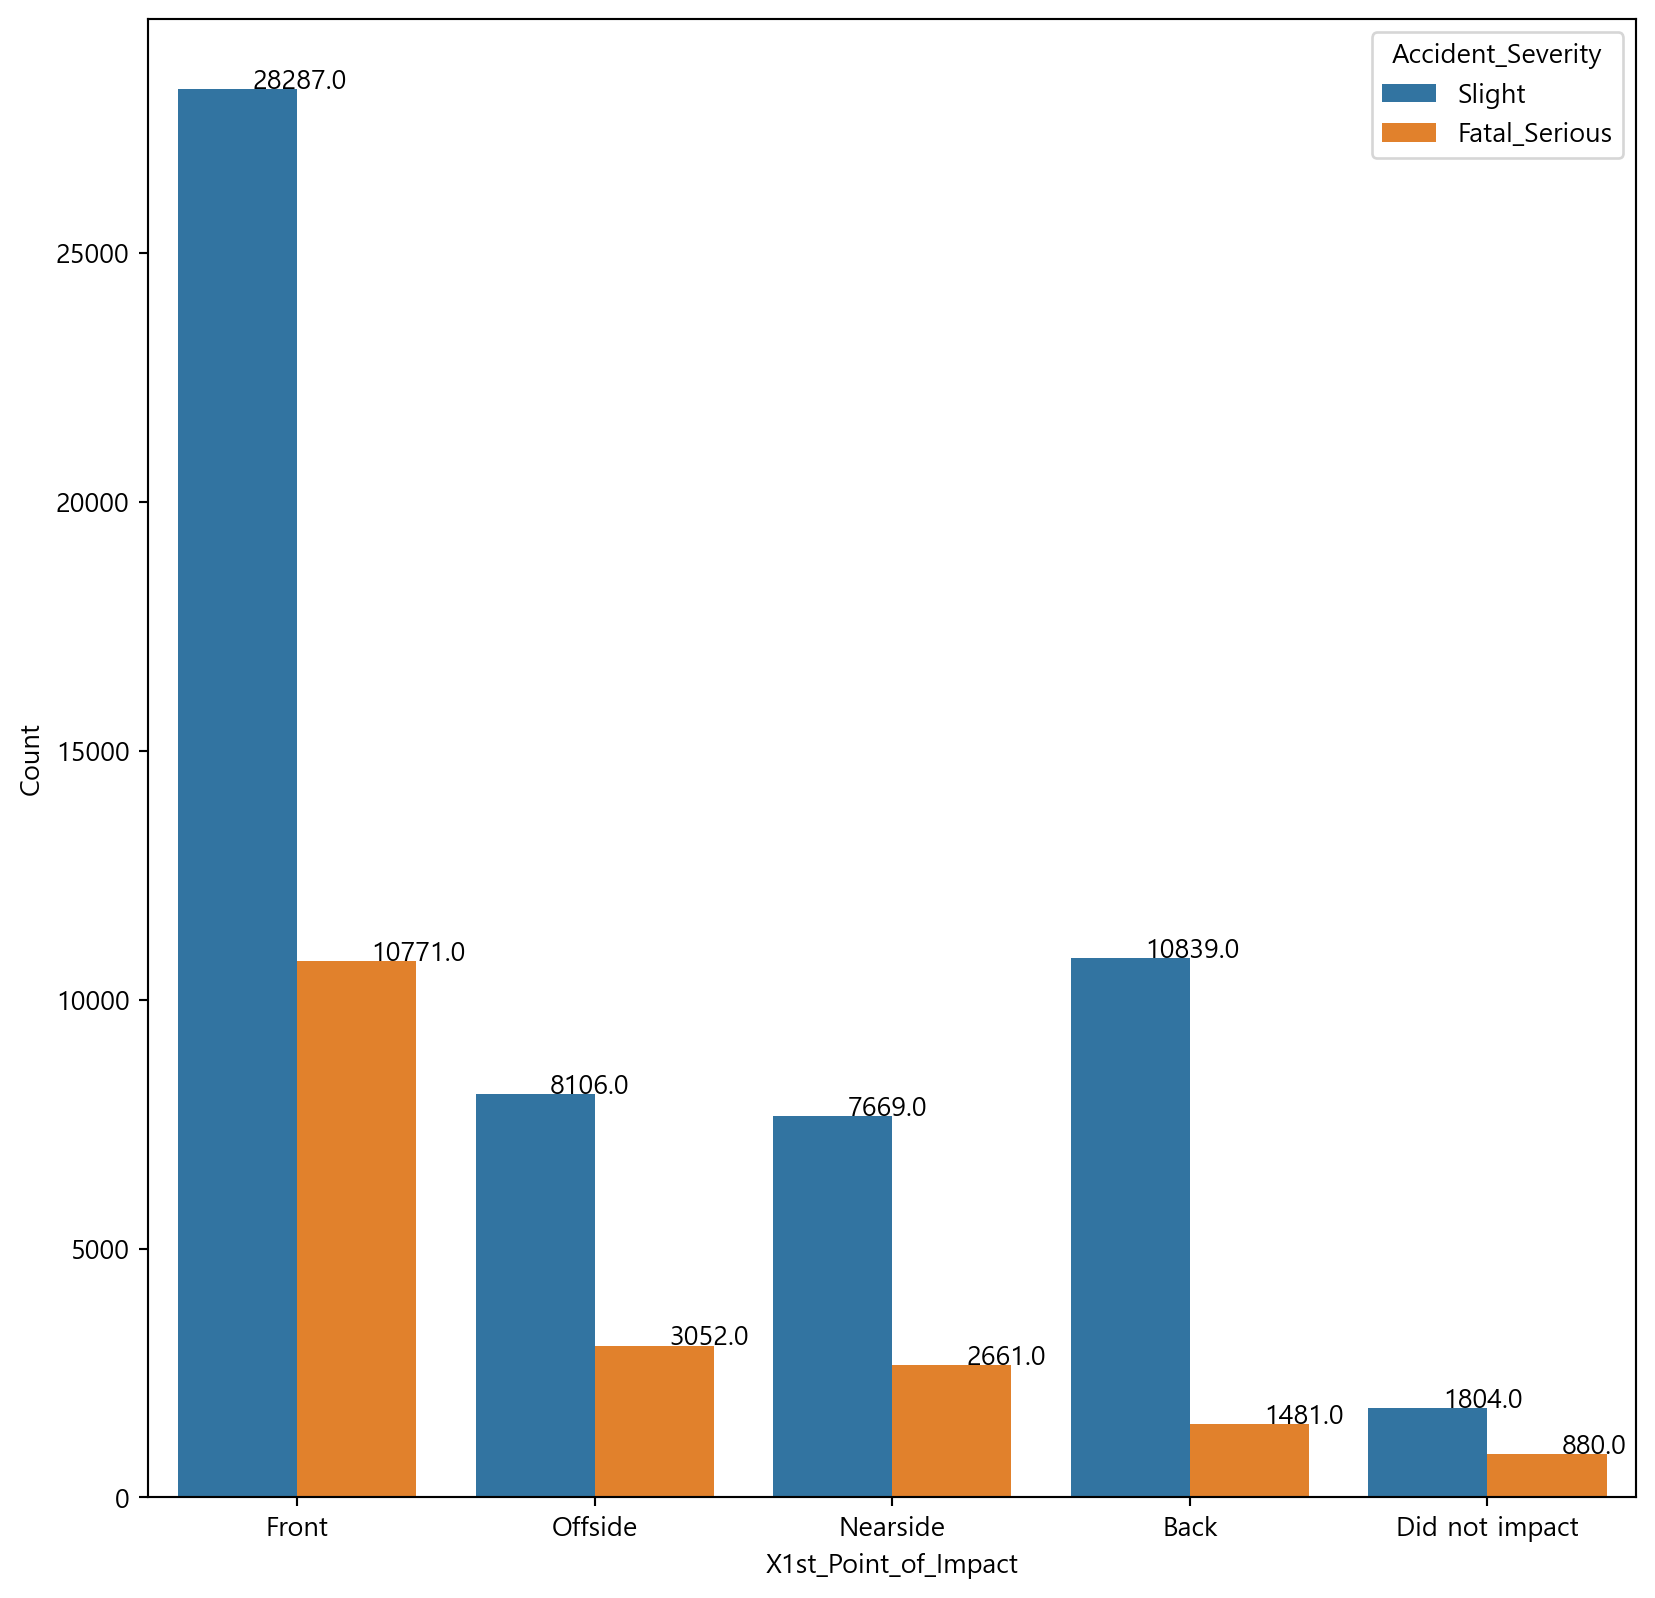 Accident_Severity
Slight
Fatal_Serious
28287.0
10771.0
8106.0
3052.0
7669.0
2661.0
10839.0
1481.0
1804.0
880.0
25000
20000
15000
10000
5000
0
Count
Front Offside Nearside Back Did not impact
X1st_Point_of_Impact